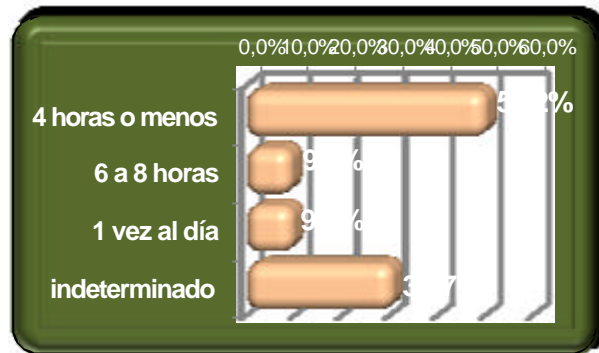 0,0% 10,0% 20,0% 30,0% 40,0% 50,0% 60,0%
4 horas o menos
6 a 8 horas
1 vez al día
indeterminado